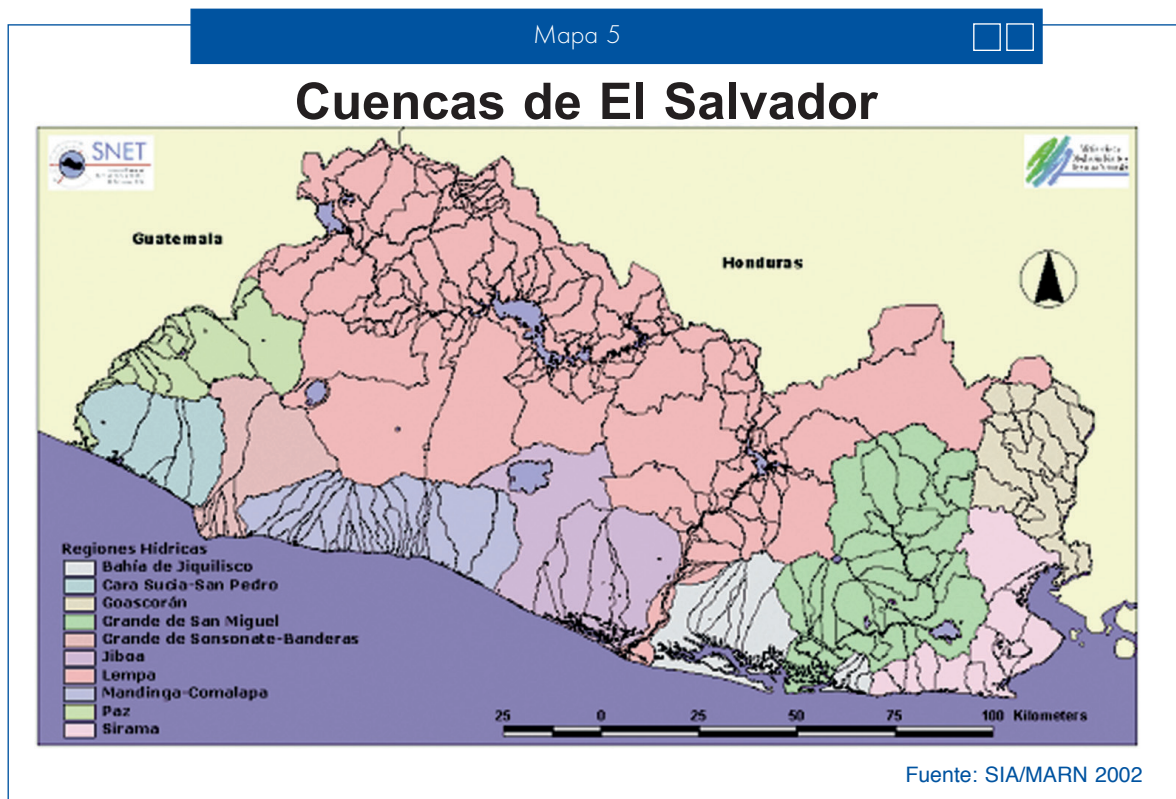 Mapa 5
Cuencas de El Salvador
SNET
Guatemala
Honduras
Regiones Hídricas
Bahía de Jiquilisco
Cara Sucia-San Pedro
Goascorán
Grande de San Miguel
Grande de Sonsonate-Banderas
Jiboa
Lempa
Mandinga-Comalapa
Paz
Sirama
25 0 25 50 75 100 Kilometers
Fuente: SIA/MARN 2002